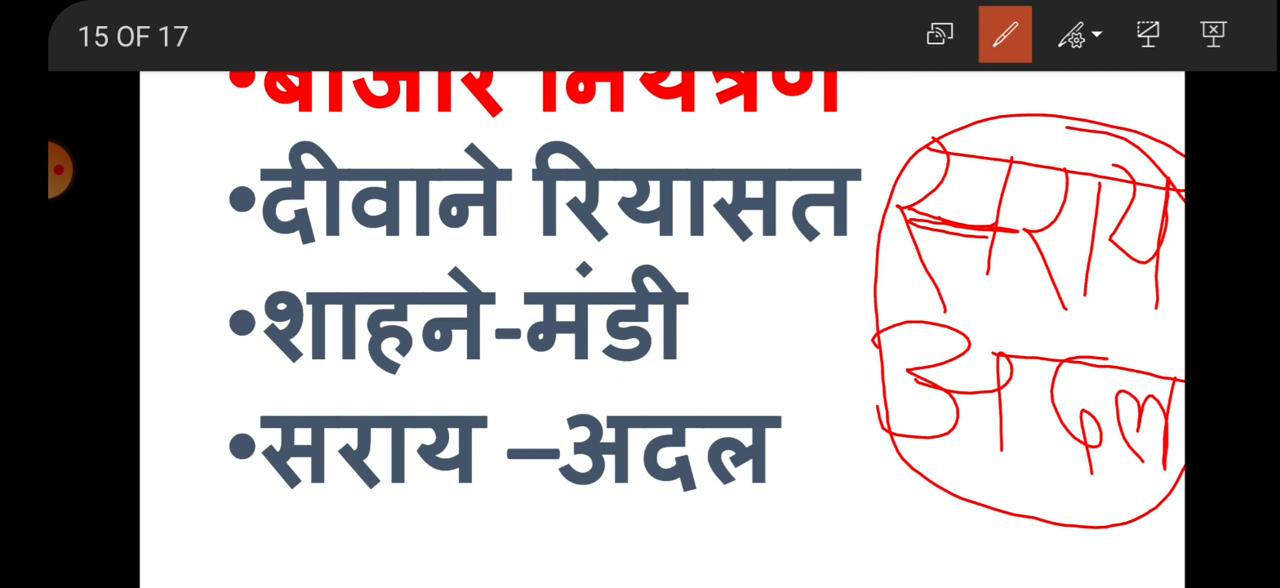 15 OF 17
•बाजार नियंत्रण
•दीवाने रियासत
•शाहने-मंडी
•सराय –अदल
सराय
अदल